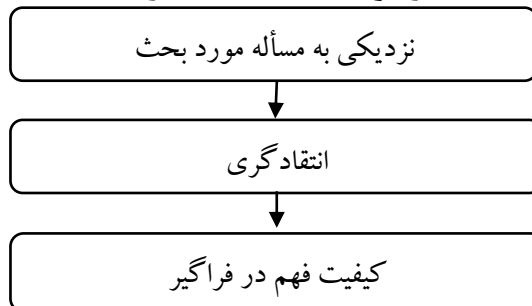 نزدیکی به مسأله مورد بحث
انتقادگری
کیفیت فهم در فراگیر